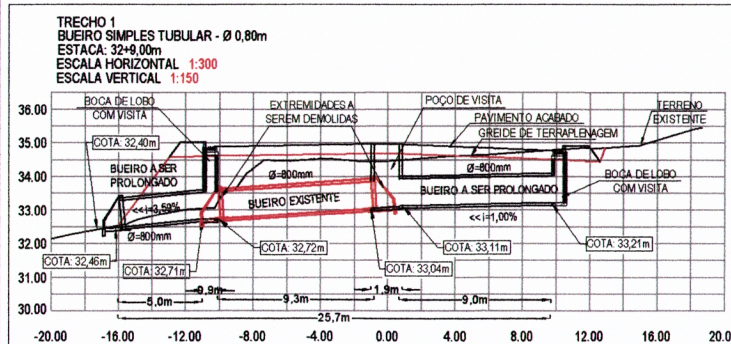 TRECHO 1
BUEIRO SIMPLES TUBULAR - Ø 0,80m
ESTACA: 32+9,00m
ESCALA HORIZONTAL 1:300
ESCALA VERTICAL 1:150
BOCA DE LOBO
COM VISITA
EXTREMIDADES A
SEREM DEMOLIDAS
POÇO DE VISITA
PAVIMENTO ACABADO
GREIDE DE TERRAPLENAGEM
TERRENO
EXISTENTE
36.00
35.00
34.00
33.00
32.00
31.00
30.00
COTA: 32,40m
BUEIRO A SER
PROLONGADO
Ø=800mm
Ø=800mm
BUEIRO EXISTENTE
BUEIRO A SER PROLONGADO
BOCA DE LOBO
COM VISITA
<<i=3,59%
Ø=800mm
<<i=1,00%
COTA: 32,46m
COTA: 32,71m
COTA: 32,72m
COTA: 33,04m
COTA: 33,11m
COTA: 33,21m
5,0m
0,9m
9,3m
1,9m
9,0m
25,7m
-20.00
-16.00
-12.00
-8.00
-4.00
0.00
4.00
8.00
12.00
16.00
20.00